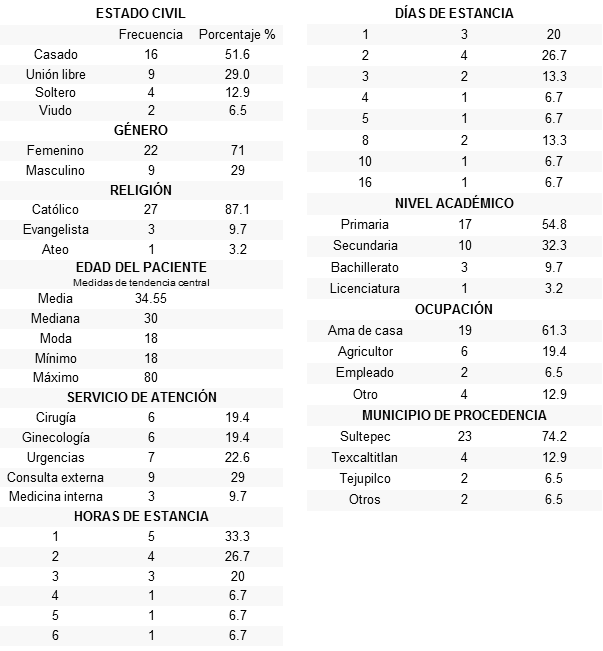 ESTADO CIVIL
Frecuencia Porcentaje %
Casado 16 51.6
Unión libre 9 29.0
Soltero 4 12.9
Viudo 2 6.5
GÉNERO
Femenino 22 71
Masculino 9 29
RELIGIÓN
Católico 27 87.1
Evangelista 3 9.7
Ateo 1 3.2
EDAD DEL PACIENTE
Medidas de tendencia central
Media 34.55
Mediana 30
Moda 18
Mínimo 18
Máximo 80
SERVICIO DE ATENCIÓN
Cirugía 6 19.4
Ginecología 6 19.4
Urgencias 7 22.6
Consulta externa 9 29
Medicina interna 3 9.7
HORAS DE ESTANCIA
1 5 33.3
2 4 26.7
3 3 20
4 1 6.7
5 1 6.7
6 1 6.7
DÍAS DE ESTANCIA
1 3 20
2 4 26.7
3 2 13.3
4 1 6.7
5 1 6.7
8 2 13.3
10 1 6.7
16 1 6.7
NIVEL ACADÉMICO
Primaria 17 54.8
Secundaria 10 32.3
Bachillerato 3 9.7
Licenciatura 1 3.2
OCUPACIÓN
Ama de casa 19 61.3
Agricultor 6 19.4
Empleado 2 6.5
Otro 4 12.9
MUNICIPIO DE PROCEDENCIA
Sultepec 23 74.2
Texcaltitlan 4 12.9
Tejupilco 2 6.5
Otros 2 6.5